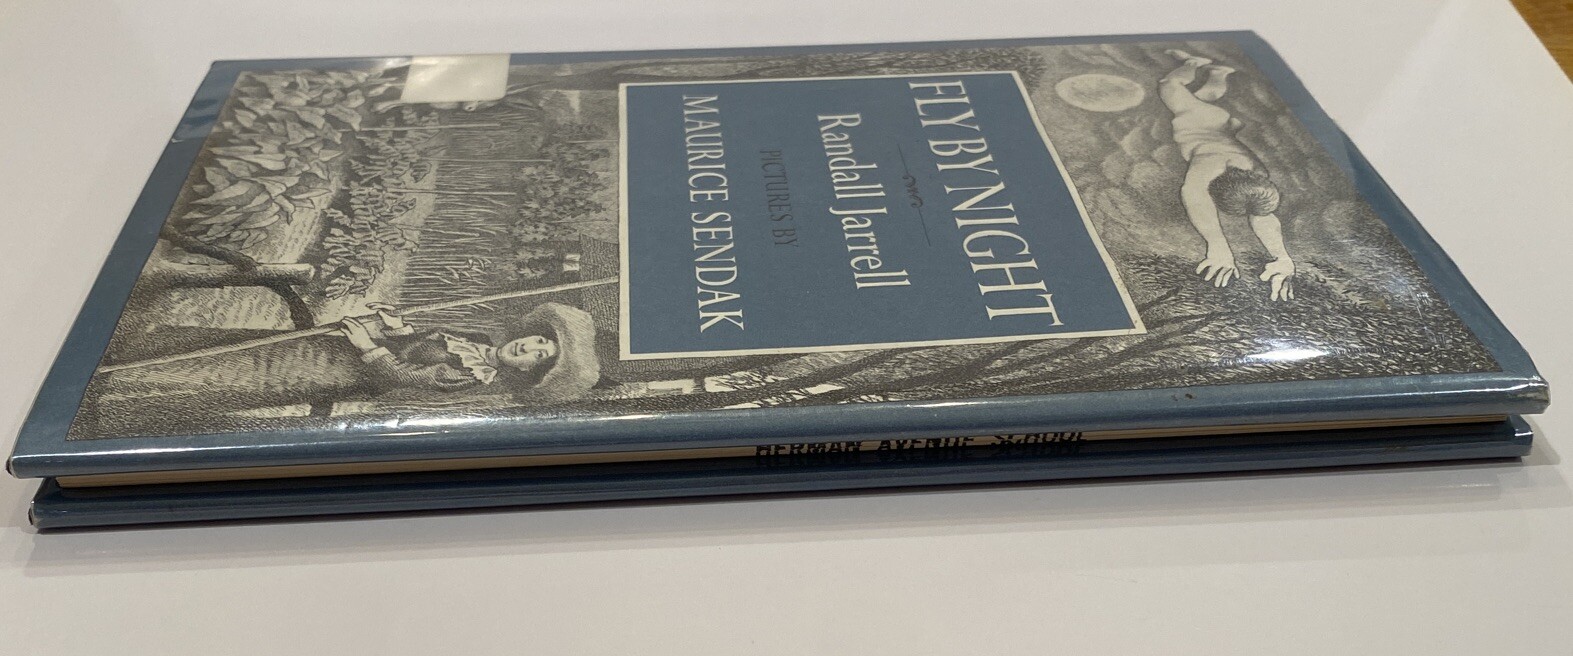 FLY BY NIGHT
Randall Jarrell
PICTURES BY
MAURICE SENDAK
HERMAN AVENUE SCHOOL